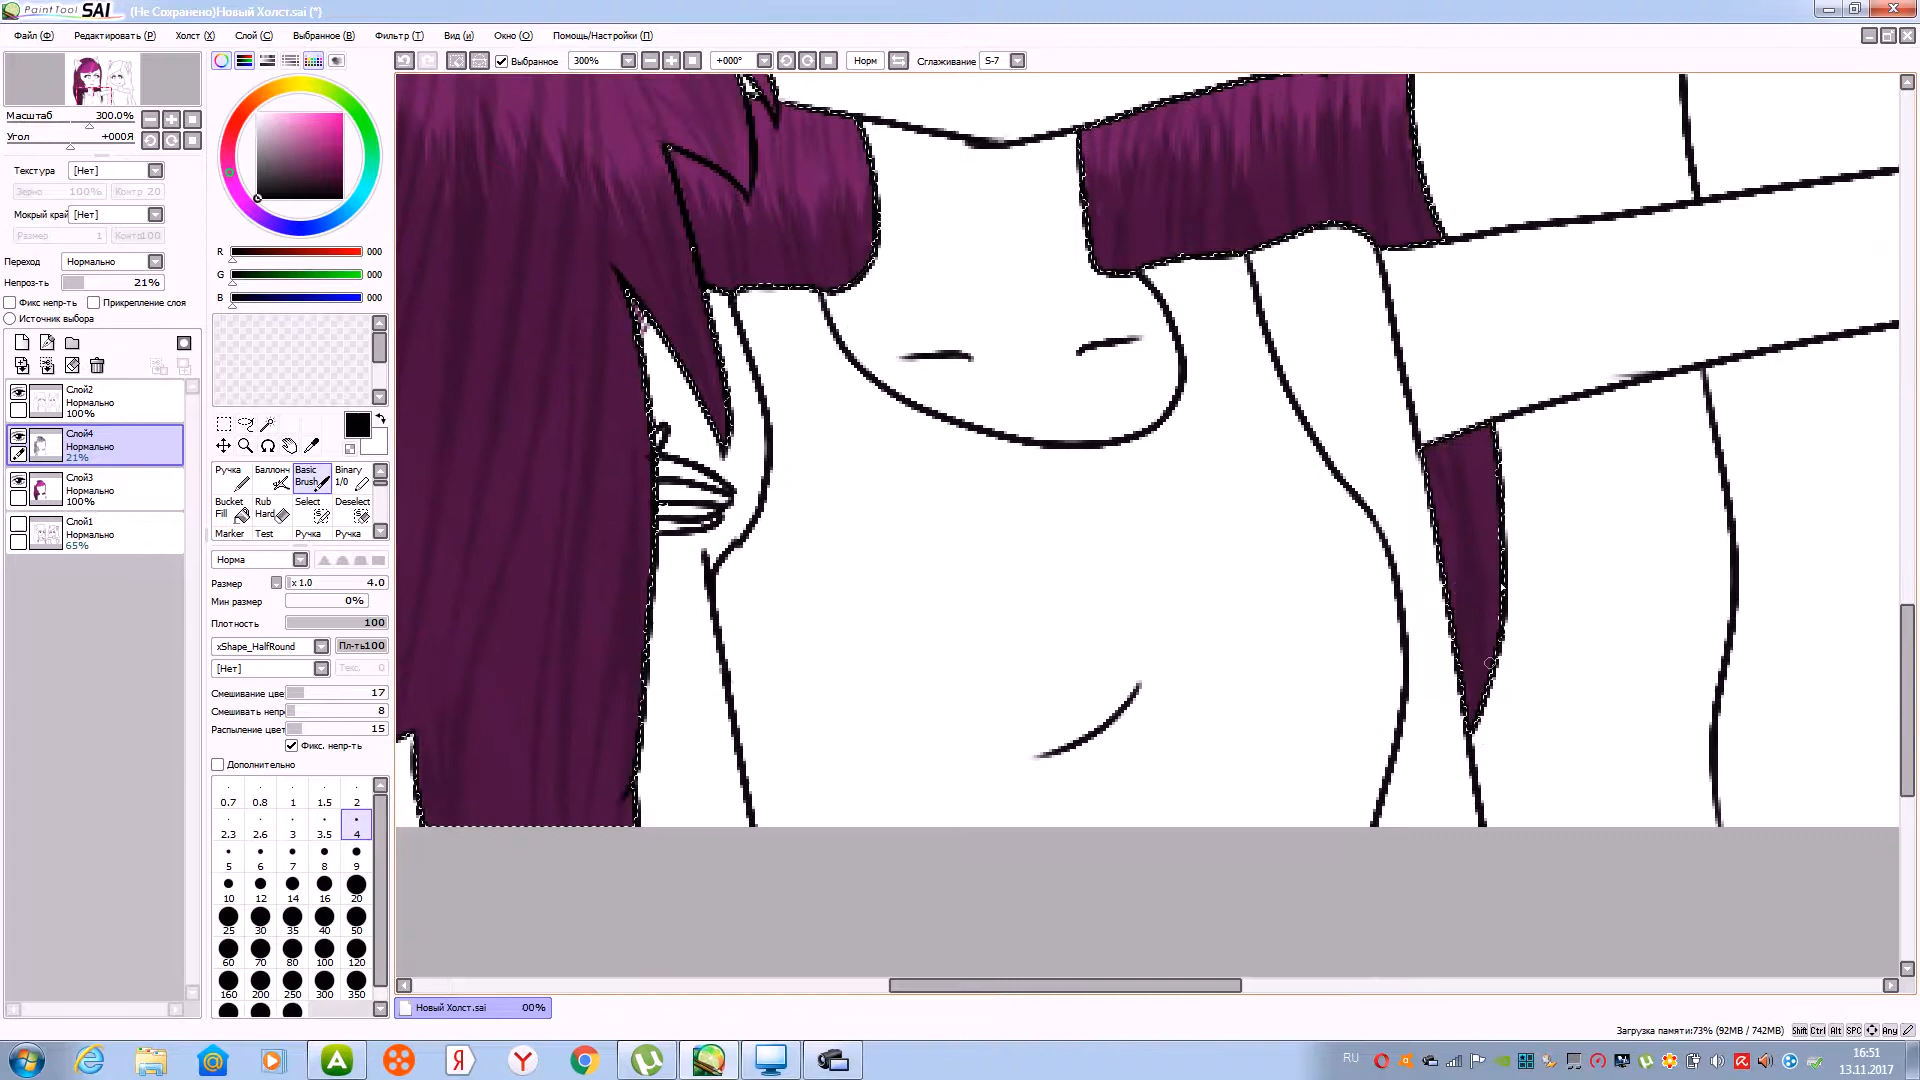 PaintTool SAI (Не Сохранено)Новый Холст.sai (*)
Файл (Ф) Редактировать (Р) Холст (Х) Слой (С) Выбранное (В) Фильтр (Т) Вид (и) Окно (О) Помощь/Настройки (П)
Выбранное 300% +000° Норм Сглаживание S-7
Масштаб 300.0%
Угол +000Я
Текстура [Нет]
Зерно 100% Контр 20
Мокрый край [Нет]
Размер 1 Контр100
Переход Нормально
Непроз-ть 21%
Фикс непр-ть Прикрепление слоя
Источник выбора
Слой2
Нормально
100%
Слой4
Нормально
21%
Слой3
Нормально
100%
Слой1
Нормально
65%
R 000
G 000
B 000
Ручка Баллонч Basic Brush Binary 1/0
Bucket Fill Rub Hard Select Deselect
Marker Test Ручка Ручка
Норма
Размер x 1.0 4.0
Мин размер 0%
Плотность 100
xShape_HalfRound Пл-ть100
[Нет] Текс. 0
Смешивание цве 17
Смешивать непр 8
Распыление цвет 15
Фикс. непр-ть
Дополнительно
0.7 0.8 1 1.5 2
2.3 2.6 3 3.5 4
5 6 7 8 9
10 12 14 16 20
25 30 35 40 50
60 70 80 100 120
160 200 250 300 350
Новый Холст.sai 00%
Загрузка памяти:73% (92MB / 742MB) Shift Ctrl Alt SPC Any
RU 16:51
13.11.2017